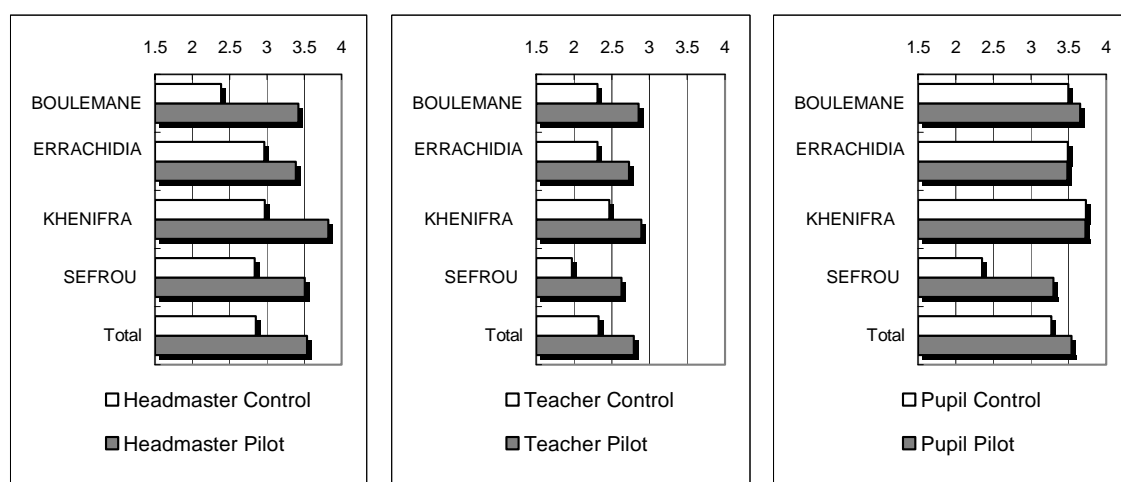 1.5 2 2.5 3 3.5 4
BOULEMANE
ERRACHIDIA
KHENIFRA
SEFROU
Total
Headmaster Control
Headmaster Pilot
1.5 2 2.5 3 3.5 4
BOULEMANE
ERRACHIDIA
KHENIFRA
SEFROU
Total
Teacher Control
Teacher Pilot
1.5 2 2.5 3 3.5 4
BOULEMANE
ERRACHIDIA
KHENIFRA
SEFROU
Total
Pupil Control
Pupil Pilot